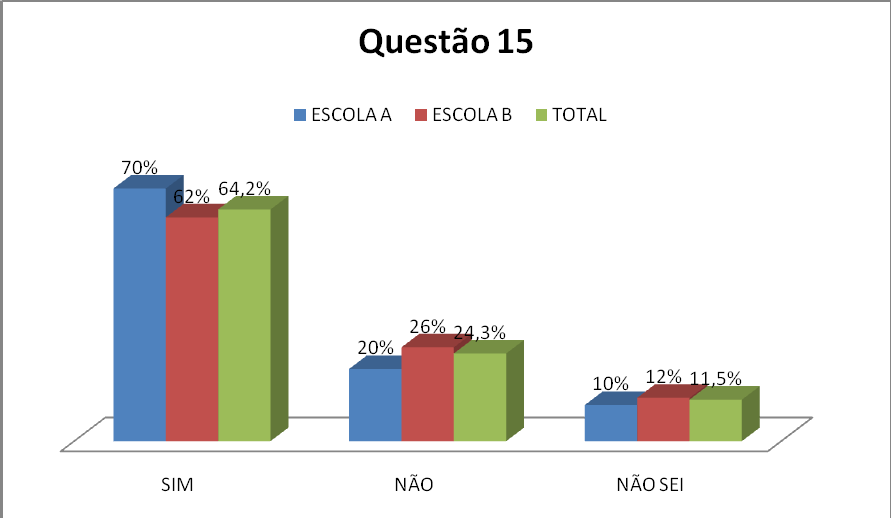 Questão 15
ESCOLA A ESCOLA B TOTAL
70% 62% 64,2%
20% 26% 24,3%
10% 12% 11,5%
SIM NÃO NÃO SEI